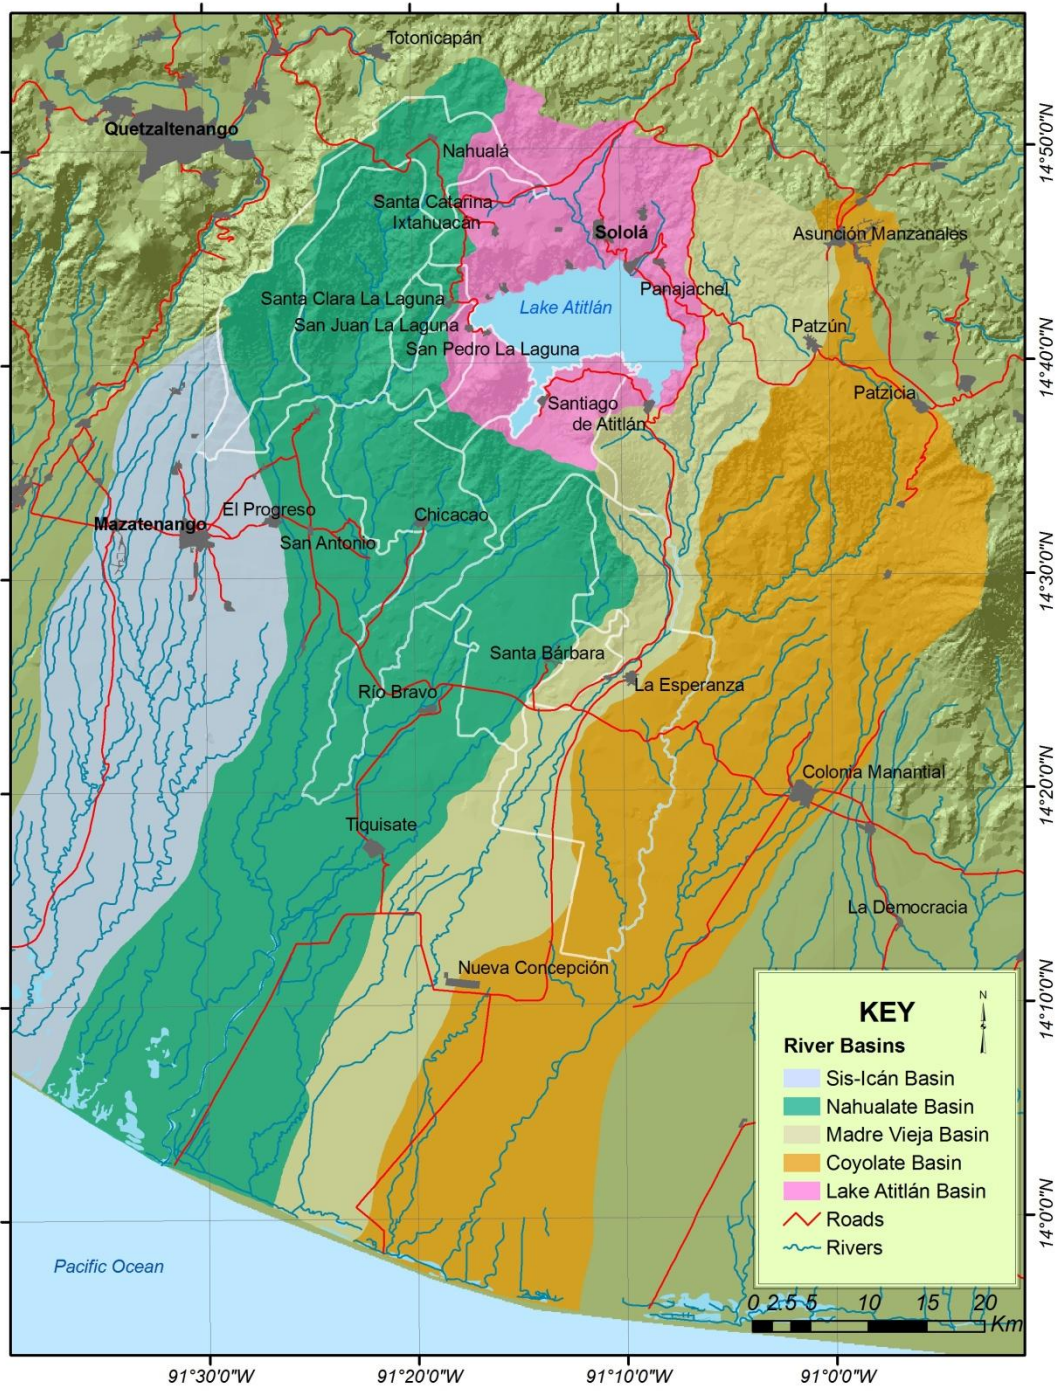 Totonicapán
Quetzaltenango
Nahualá
Santa Catarina
Ixtahuacán
Sololá
Asunción Manzanales
Panajachel
Santa Clara La Laguna
Lake Atitlán
San Juan La Laguna
Patzún
San Pedro La Laguna
Patzicia
Santiago
de Atitlán
El Progreso
Chicacao
Mazatenango
San Antonio
Santa Bárbara
La Esperanza
Río Bravo
Colonia Manantial
Tiquisate
La Democracia
Nueva Concepción
Pacific Ocean
KEY
N
River Basins
Sis-Icán Basin
Nahualate Basin
Madre Vieja Basin
Coyolate Basin
Lake Atitlán Basin
Roads
Rivers
0 2.5 5 10 15 20
Km
14°50'0"N
14°40'0"N
14°30'0"N
14°20'0"N
14°10'0"N
14°0'0"N
91°30'0"W 91°20'0"W 91°10'0"W 91°0'0"W